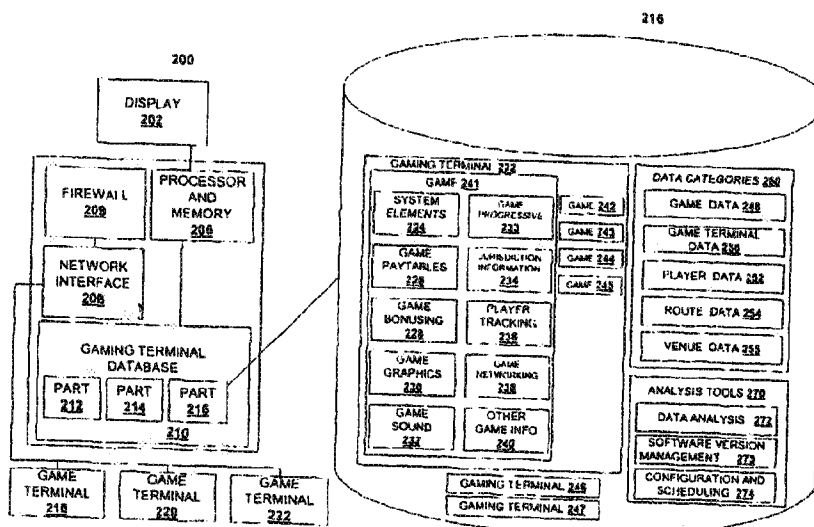 216
200
DISPLAY
202
FIREWALL
209
PROCESSOR
AND
MEMORY
206
NETWORK
INTERFACE
208
GAMING TERMINAL
DATABASE
PART
212
PART
214
PART
216
210
GAME
TERMINAL
218
GAME
TERMINAL
220
GAME
TERMINAL
222
GAMING TERMINAL 222
GAME 241
SYSTEM
ELEMENTS
224
GAME
PROGRESSIVE
233
GAME
PAYTABLES
JURISDICTION
INFORMATION
234
GAME
BONUSING
228
PLAYER
TRACKING
236
GAME
GRAPHICS
230
GAME
NETWORKING
238
GAME
SOUND
232
OTHER
GAME INFO
240
GAME 242
GAME 243
GAME 244
GAME 245
GAMING TERMINAL 246
GAMING TERMINAL 247
DATA CATEGORIES 260
GAME DATA 248
GAME TERMINAL
DATA 250
PLAYER DATA 252
ROUTE DATA 254
VENUE DATA 255
ANALYSIS TOOLS 270
DATA ANALYSIS 272
SOFTWARE VERSION
MANAGEMENT 273
CONFIGURATION AND
SCHEDULING 274